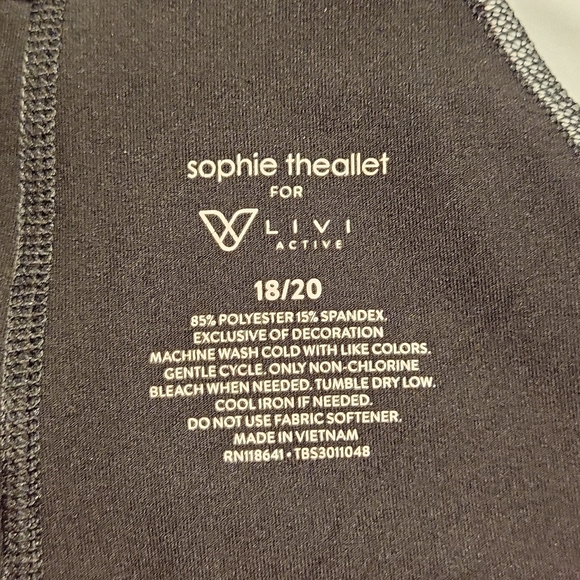 sophie theallet
FOR
LIVI
ACTIVE
18/20
85% POLYESTER 15% SPANDEX,
EXCLUSIVE OF DECORATION
MACHINE WASH COLD WITH LIKE COLORS.
GENTLE CYCLE. ONLY NON-CHLORINE
BLEACH WHEN NEEDED. TUMBLE DRY LOW.
COOL IRON IF NEEDED.
DO NOT USE FABRIC SOFTENER.
MADE IN VIETNAM
RN118641 • TBS3011048